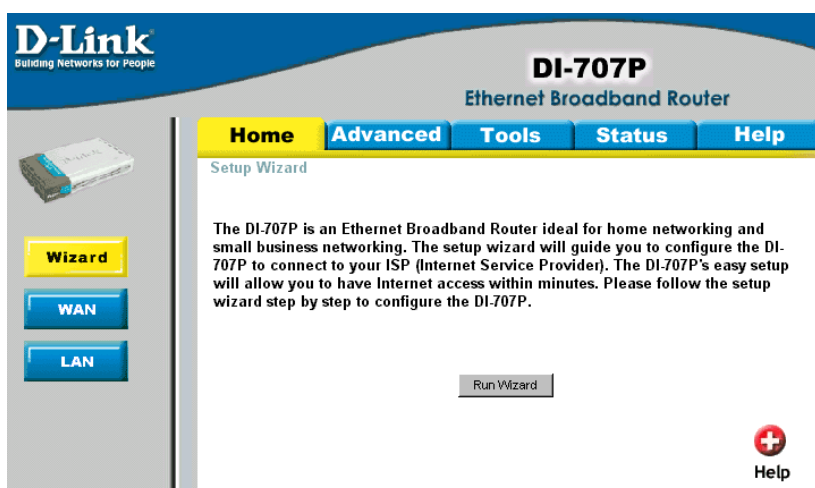 D-Link
Building Networks for People
DI-707P
Ethernet Broadband Router
Home
Advanced
Tools
Status
Help
Setup Wizard
The DI-707P is an Ethernet Broadband Router ideal for home networking and
small business networking. The setup wizard will guide you to configure the DI-
707P to connect to your ISP (Internet Service Provider). The DI-707P's easy setup
will allow you to have Internet access within minutes. Please follow the setup
wizard step by step to configure the DI-707P.
Wizard
WAN
LAN
Run Wizard
Help